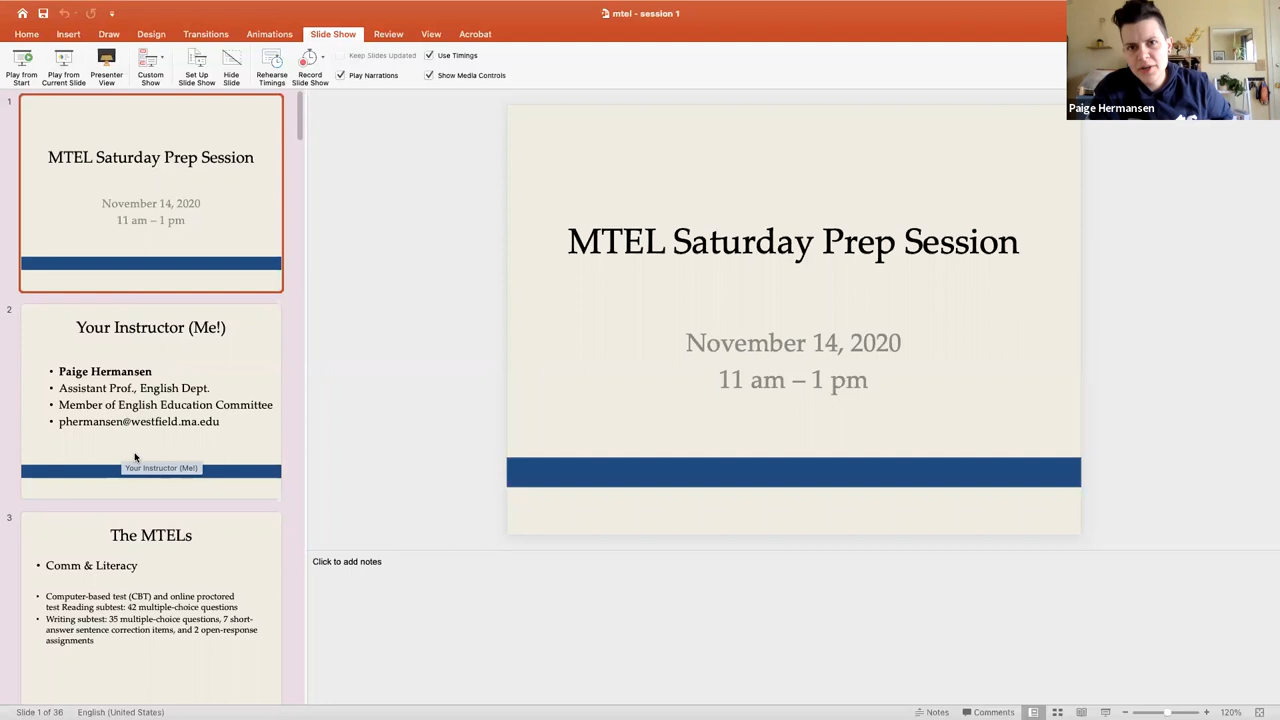 mtel - session 1
Home Insert Draw Design Transitions Animations Slide Show Review View Acrobat
Play from Start
Play from Current Slide
Presenter View
Custom Show
Set Up Slide Show
Hide Slide
Rehearse Timings
Record Slide Show
Keep Slides Updated
Use Timings
Play Narrations
Show Media Controls
Paige Hermansen
1
MTEL Saturday Prep Session
November 14, 2020
11 am – 1 pm
2
Your Instructor (Me!)
• Paige Hermansen
• Assistant Prof., English Dept.
• Member of English Education Committee
• phermansen@westfield.ma.edu
Your Instructor (Me!)
3
The MTELs
• Comm & Literacy
• Computer-based test (CBT) and online proctored
test Reading subtest: 42 multiple-choice questions
• Writing subtest: 35 multiple-choice questions, 7 short-
answer sentence correction items, and 2 open-response
assignments
MTEL Saturday Prep Session
November 14, 2020
11 am – 1 pm
Click to add notes
Slide 1 of 36
English (United States)
Notes
Comments
120%